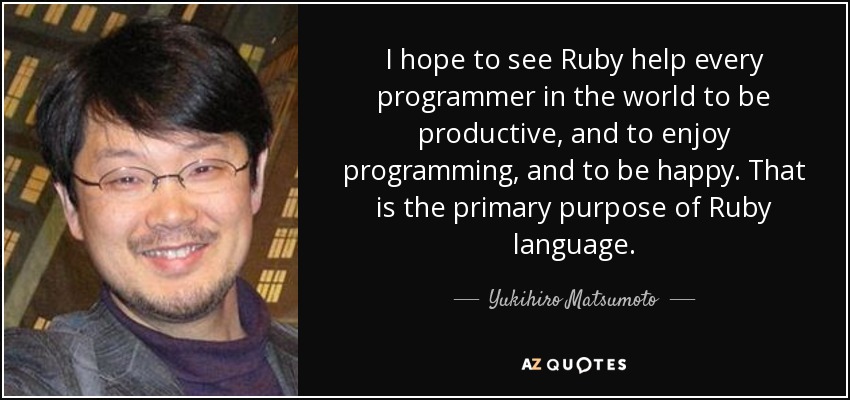 I hope to see Ruby help every
programmer in the world to be
productive, and to enjoy
programming, and to be happy. That
is the primary purpose of Ruby
language.
Yukihiro Matsumoto
AZ QUOTES